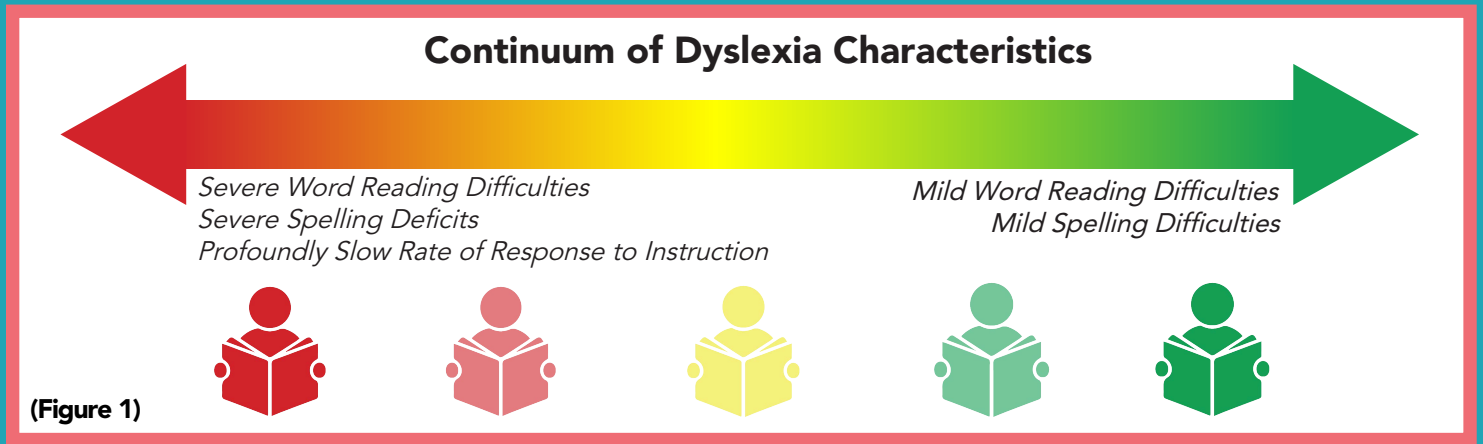 Continuum of Dyslexia Characteristics
Severe Word Reading Difficulties
Severe Spelling Deficits
Profoundly Slow Rate of Response to Instruction
Mild Word Reading Difficulties
Mild Spelling Difficulties
(Figure 1)